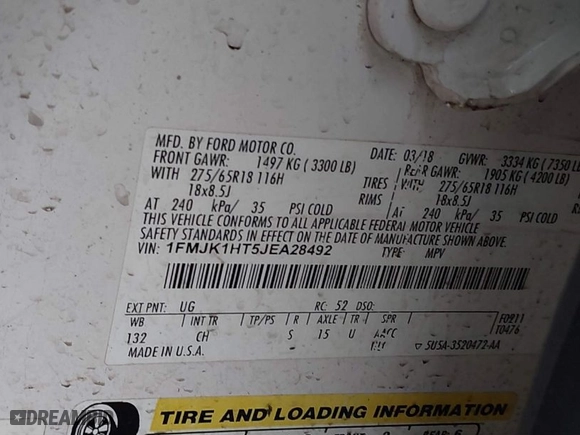 MFD. BY FORD MOTOR CO.
DATE: 03/18 GVWR: 3334 KG (7350 LB
FRONT GAWR: 1497 KG (3300 LB) REAR GAWR: 1905 KG (4200 LB)
WITH 275/65R18 116H TIRES WITH 275/65R18 116H
18x8.5J RIMS 18x8.5J
AT 240 kPa/ 35 PSI COLD AT 240 kPa/ 35 PSI COLD
THIS VEHICLE CONFORMS TO ALL APPLICABLE FEDERAL MOTOR VEHICLE
SAFETY STANDARDS IN EFFECT ON THE DATE OF MANUFACTURE SHOWN ABOVE.
VIN: 1FMJK1HT5JEA28492 TYPE: MPV
EXT PNT: UG RC: 52 DSO:
WB INT TR TP/PS R AXLE TR SPR F0911
132 CH S 15 U T0476
MADE IN U.S.A. 5USA-3520472-AA
TIRE AND LOADING INFORMATION